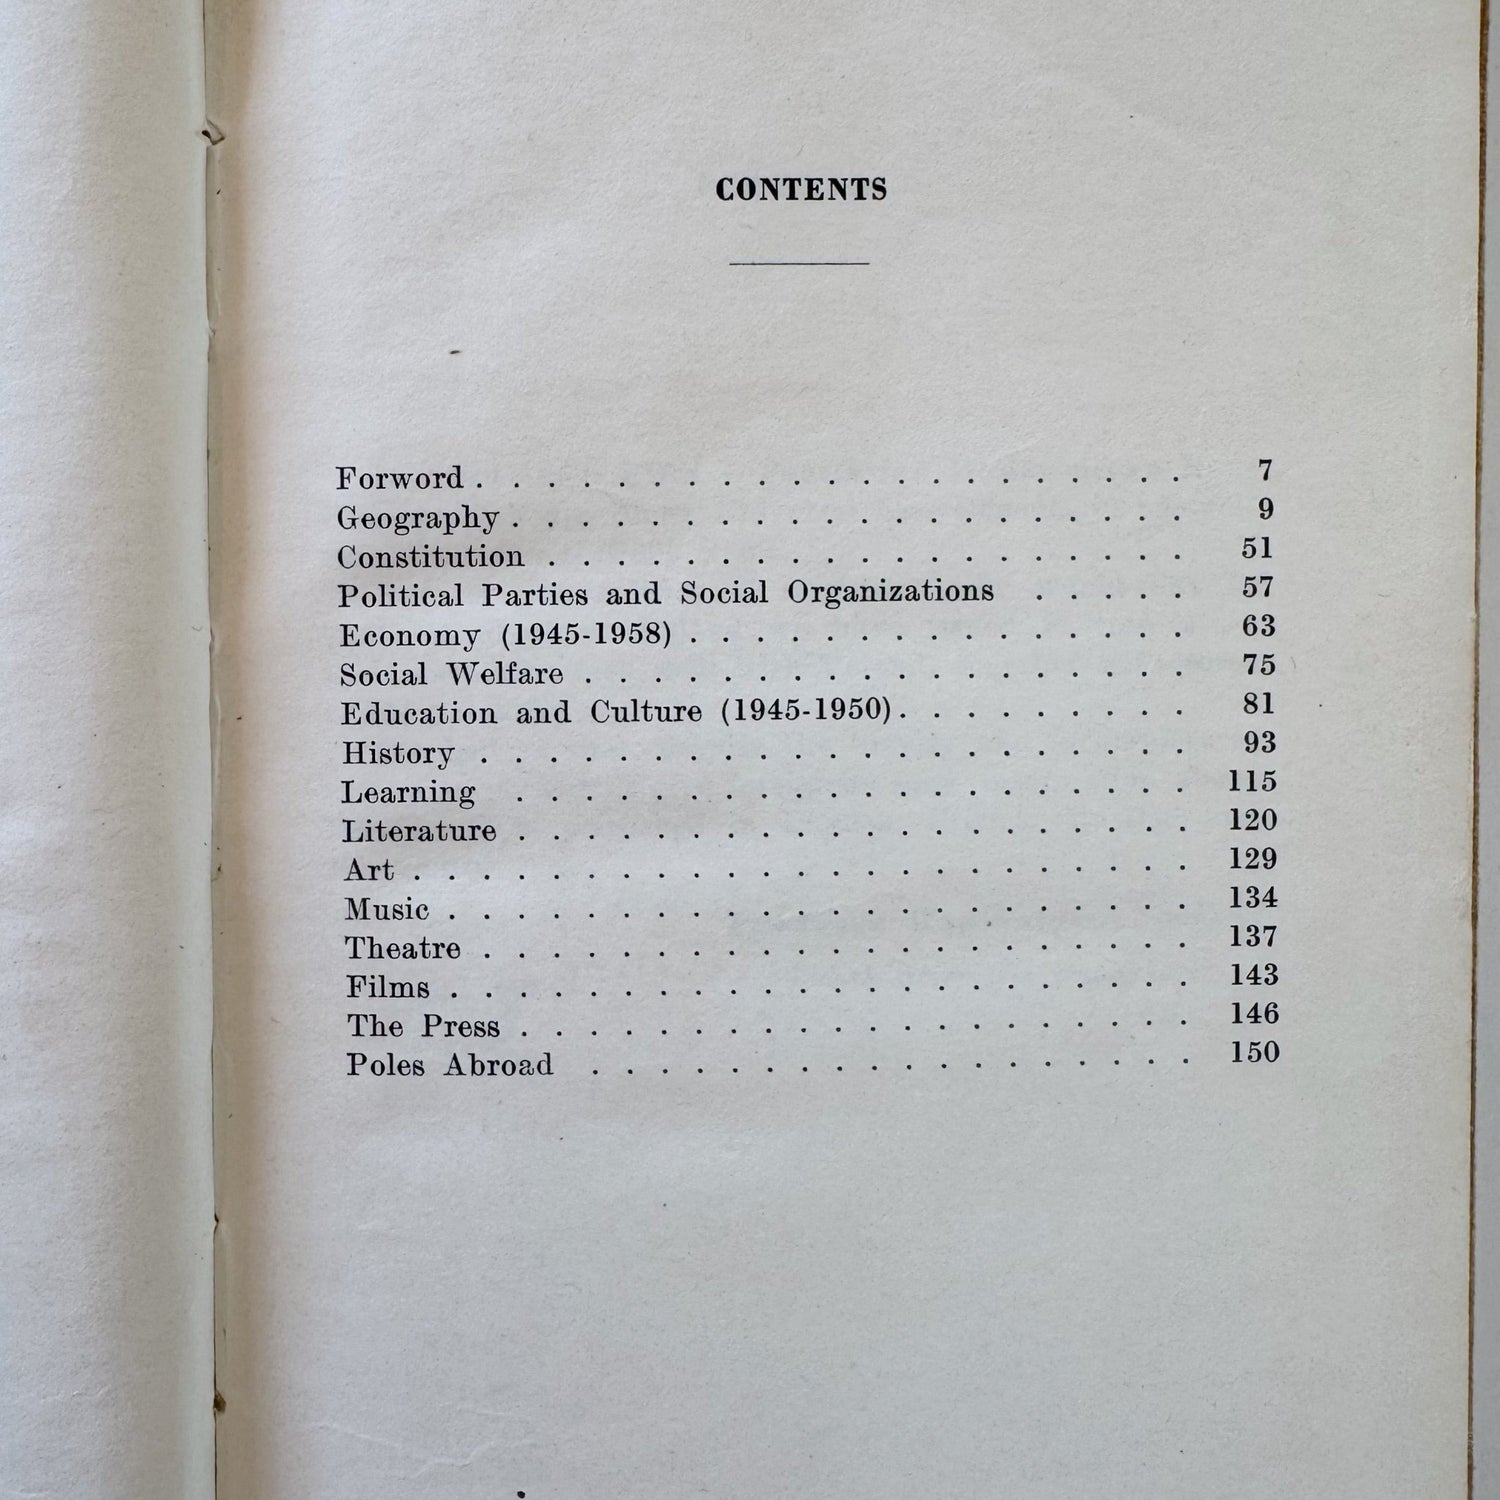 CONTENTS
Forword . . . . . . . . . . . . . . . . . . . . . 7
Geography . . . . . . . . . . . . . . . . . . . . 9
Constitution . . . . . . . . . . . . . . . . . . . 51
Political Parties and Social Organizations . . . . . 57
Economy (1945-1958) . . . . . . . . . . . . . . . 63
Social Welfare . . . . . . . . . . . . . . . . . . 75
Education and Culture (1945-1950) . . . . . . . . . 81
History . . . . . . . . . . . . . . . . . . . . . 93
Learning . . . . . . . . . . . . . . . . . . . . 115
Literature . . . . . . . . . . . . . . . . . . . . 120
Art . . . . . . . . . . . . . . . . . . . . . . . 129
Music . . . . . . . . . . . . . . . . . . . . . . 134
Theatre . . . . . . . . . . . . . . . . . . . . . 137
Films . . . . . . . . . . . . . . . . . . . . . . 143
The Press . . . . . . . . . . . . . . . . . . . . 146
Poles Abroad . . . . . . . . . . . . . . . . . . 150